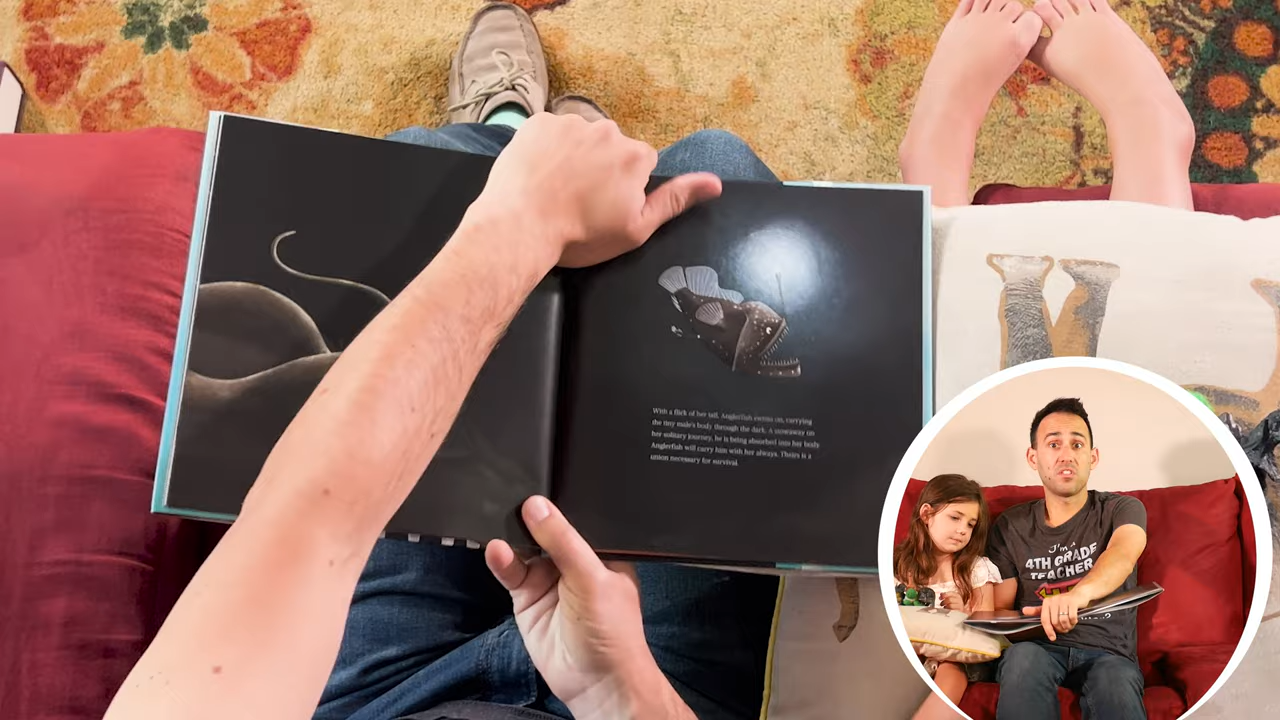 With a flick of her tail, Anglerfish swims on, carrying
the tiny male's body through the dark. A stowaway on
her solitary journey, he is being absorbed into her body.
Anglerfish will carry him with her always. Theirs is a
union necessary for survival.
I'm a
4TH GRADE
TEACHER